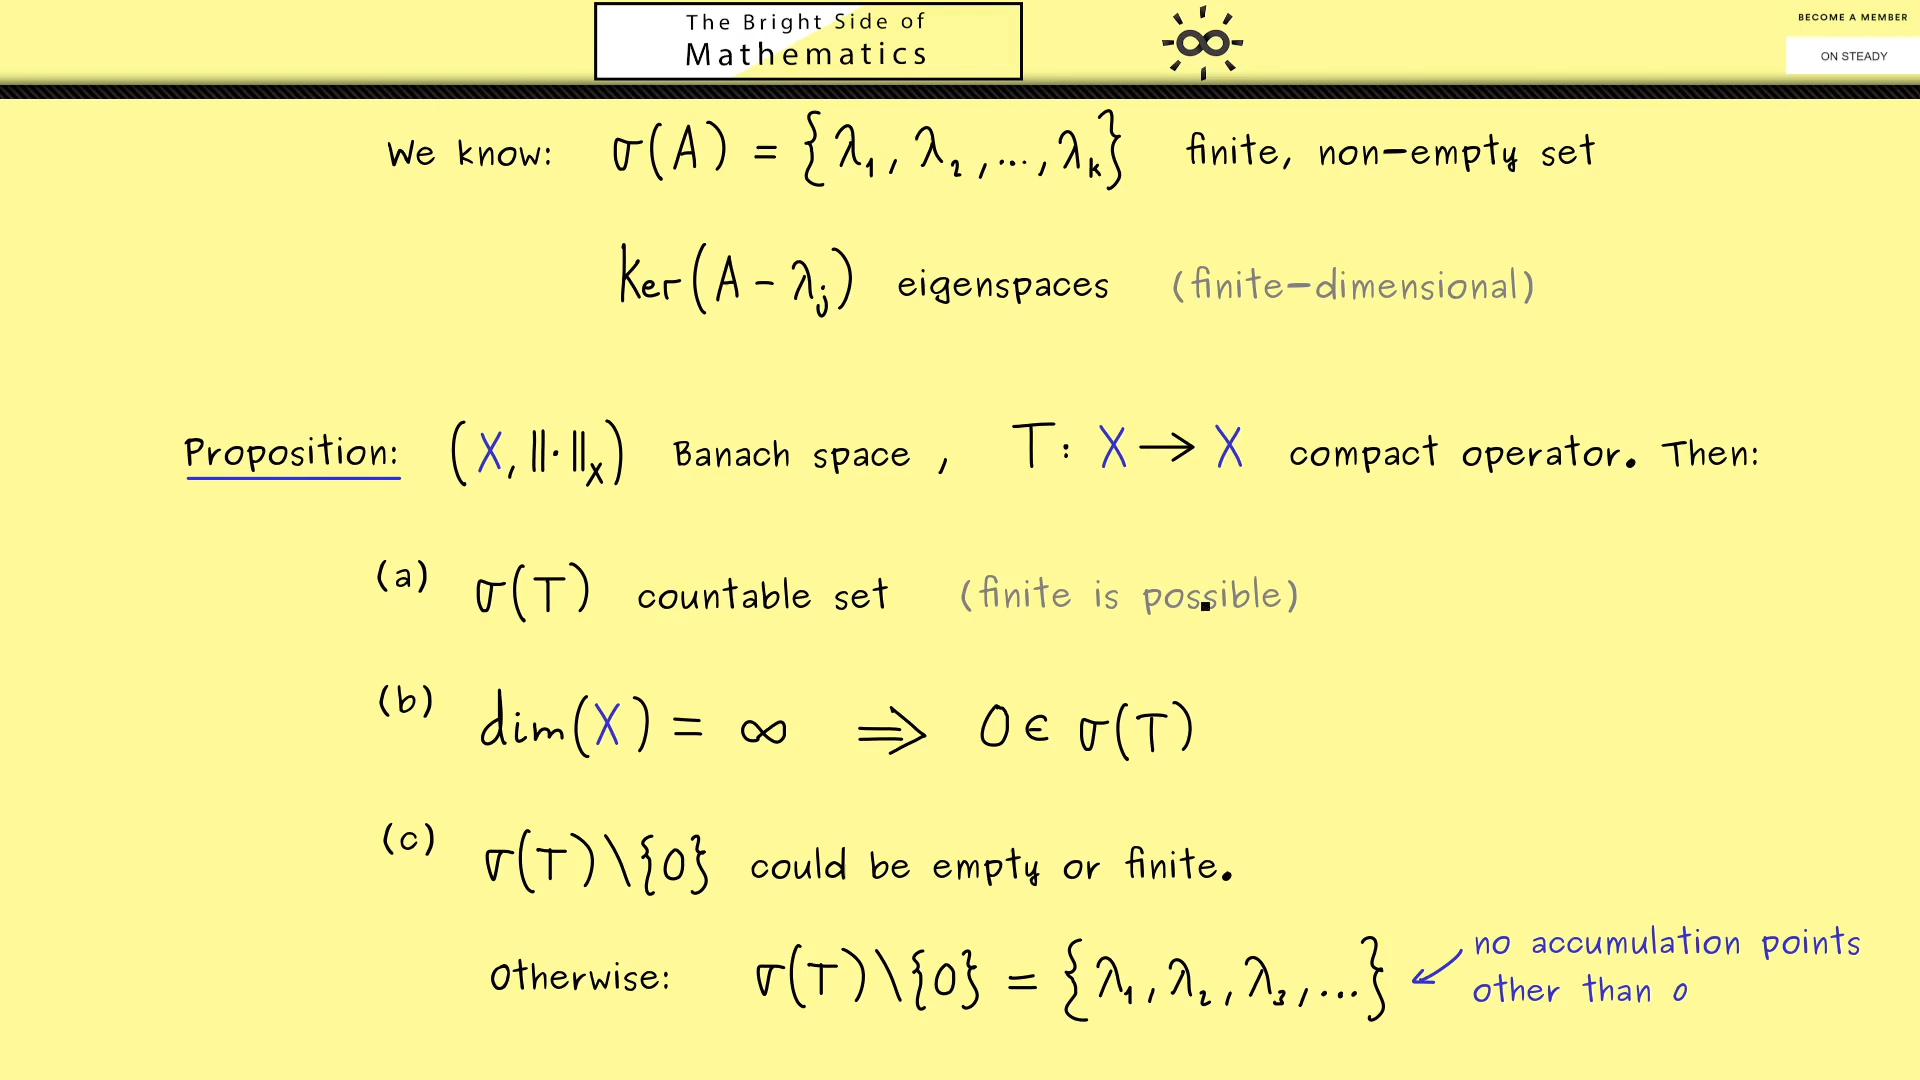 The Bright Side of
Mathematics
BECOME A MEMBER
ON STEADY
We know: σ(A) = {λ₁, λ₂, ..., λₖ} finite, non-empty set
Ker(A - λⱼ) eigenspaces (finite-dimensional)
Proposition: (X, ‖·‖ₓ) Banach space, T: X → X compact operator. Then:
(a) σ(T) countable set (finite is possible)
(b) dim(X) = ∞ ⟹ 0 ∈ σ(T)
(c) σ(T)\{0} could be empty or finite.
Otherwise: σ(T)\{0} = {λ₁, λ₂, λ₃, ...} no accumulation points
other than 0